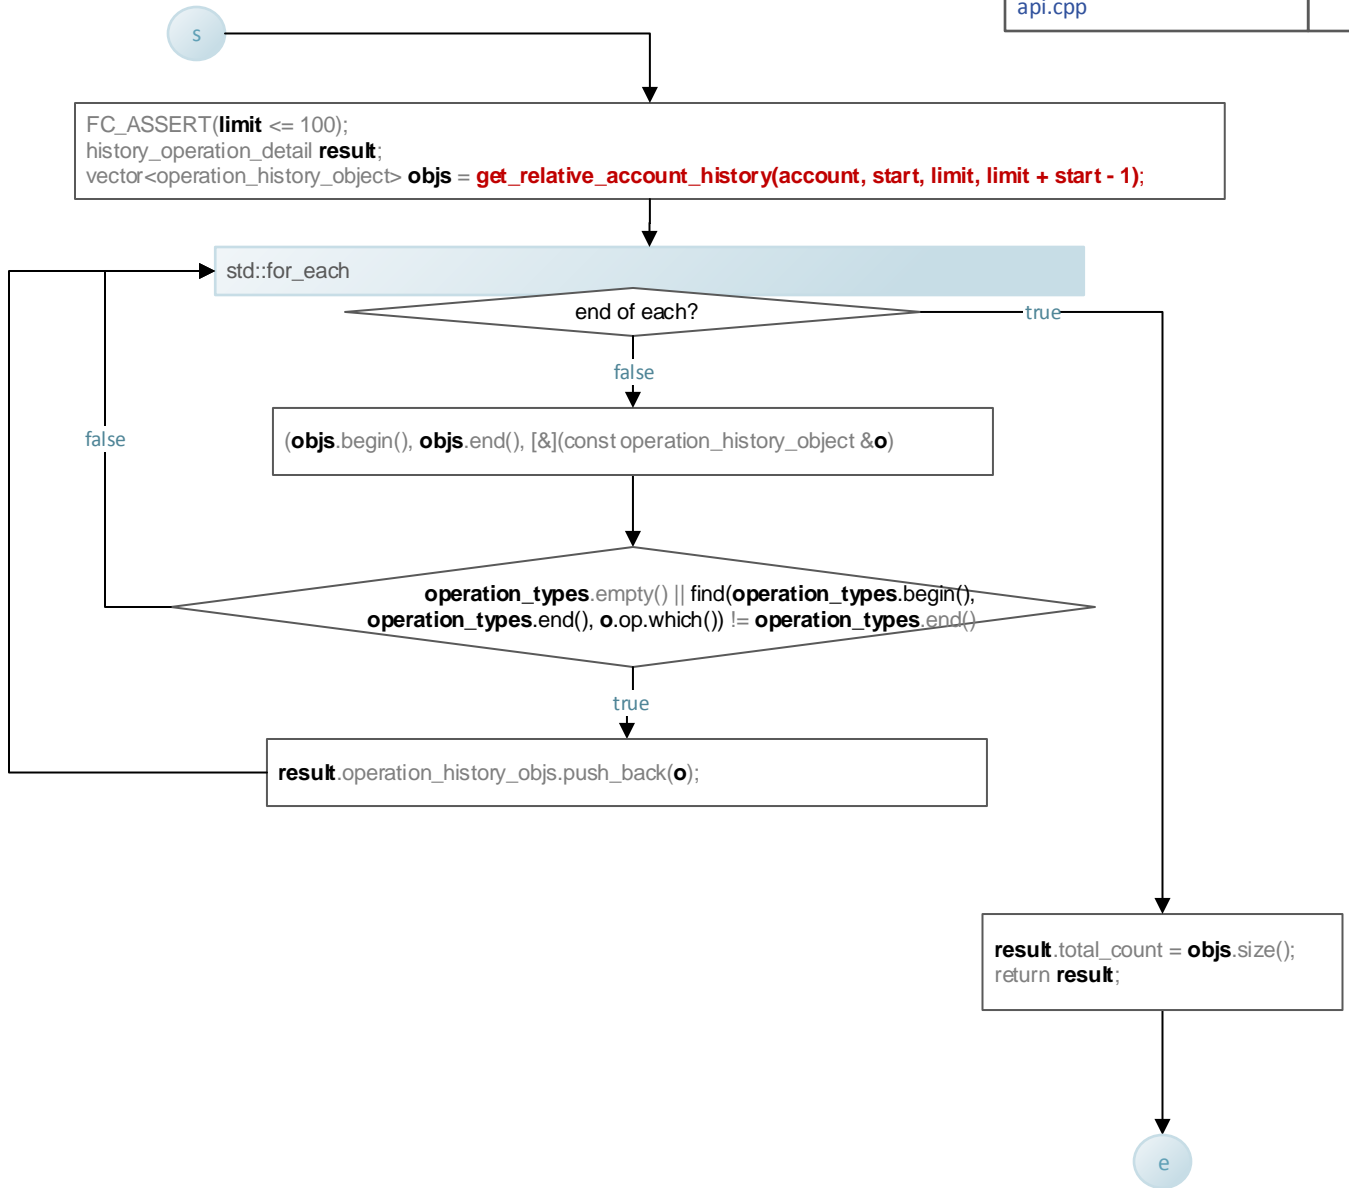 api.cpp
s
FC_ASSERT(limit <= 100);
history_operation_detail result;
vector<operation_history_object> objs = get_relative_account_history(account, start, limit, limit + start - 1);
std::for_each
end of each?
true
false
false
(objs.begin(), objs.end(), [&](const operation_history_object &o)
operation_types.empty() || find(operation_types.begin(),
operation_types.end(), o.op.which()) != operation_types.end()
true
result.operation_history_objs.push_back(o);
result.total_count = objs.size();
return result;
e